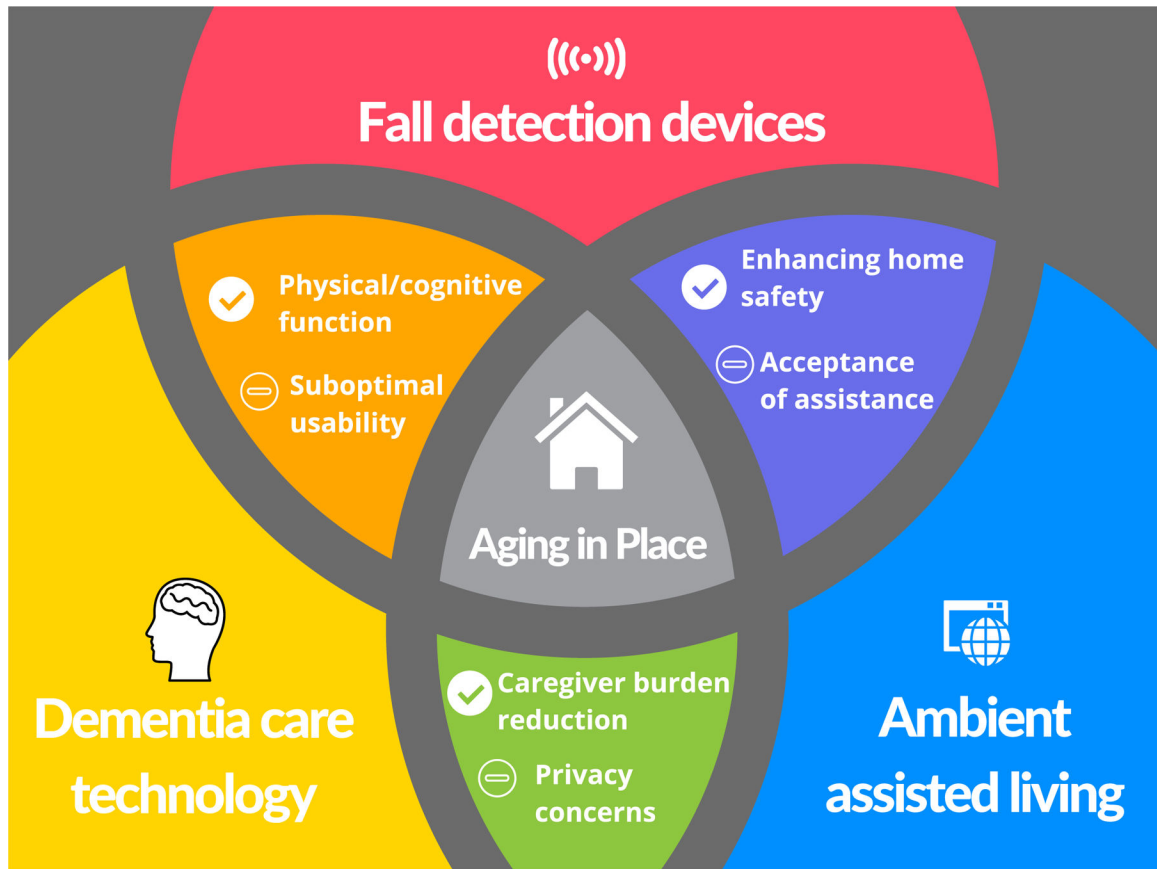 Fall detection devices
Physical/cognitive
function
Suboptimal
usability
Enhancing home
safety
Acceptance
of assistance
Aging in Place
Dementia care
technology
Caregiver burden
reduction
Privacy
concerns
Ambient
assisted living